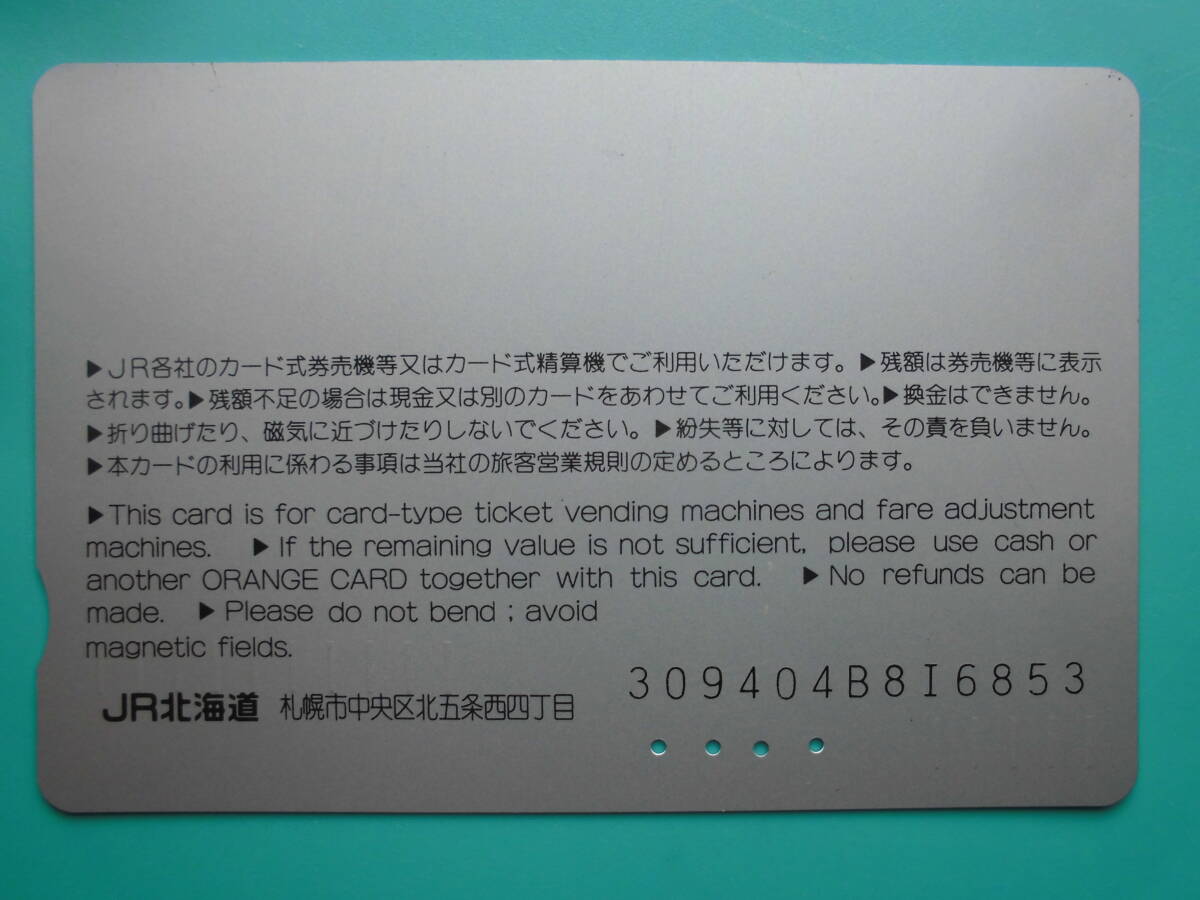 ▶JR各社のカード式券売機等又はカード式精算機でご利用いただけます。▶残額は券売機等に表示
されます。▶残額不足の場合は現金又は別のカードをあわせてご利用ください。▶換金はできません。
▶折り曲げたり、磁気に近づけたりしないでください。▶紛失等に対しては、その責を負いません。
▶本カードの利用に係わる事項は当社の旅客営業規則の定めるところによります。
▶This card is for card-type ticket vending machines and fare adjustment
machines. ▶If the remaining value is not sufficient, please use cash or
another ORANGE CARD together with this card. ▶No refunds can be
made. ▶Please do not bend ; avoid
magnetic fields.
309404B8I6853
JR北海道 札幌市中央区北五条西四丁目